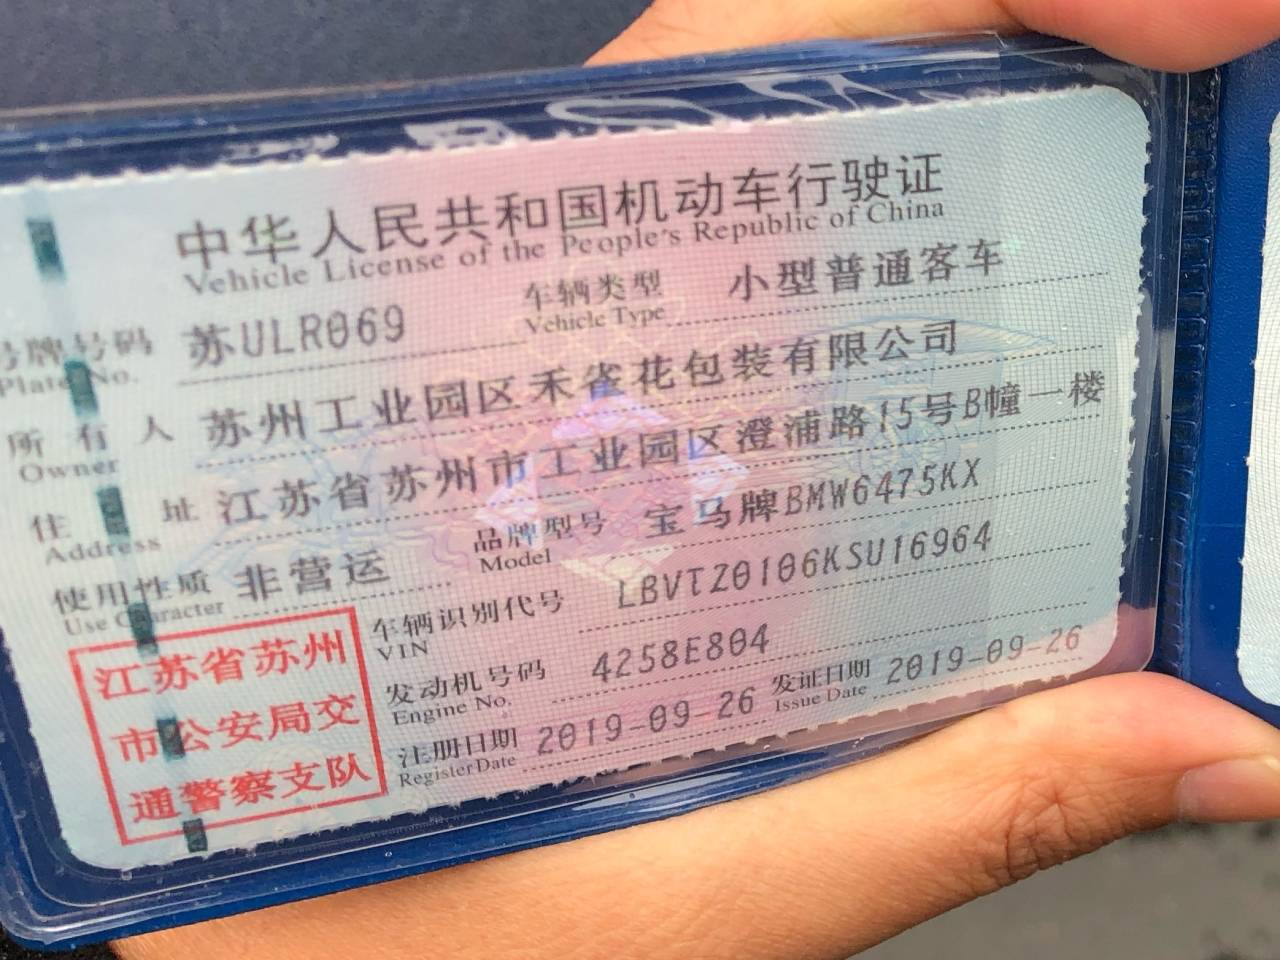 中华人民共和国机动车行驶证
Vehicle License of the People's Republic of China
号牌号码 苏ULR069 车辆类型 小型普通客车
Plate No. Vehicle Type
所有人 苏州工业园区禾雀花包装有限公司
Owner
住址 江苏省苏州市工业园区澄浦路15号B幢一楼
Address
使用性质 非营运 品牌型号 宝马牌BMW6475KX
Use Character Model
车辆识别代号 LBVTZ0106KSU16964
VIN
发动机号码 4258E804
Engine No.
注册日期 2019-09-26 发证日期 2019-09-26
Register Date Issue Date
江苏省苏州
市公安局交
通警察支队